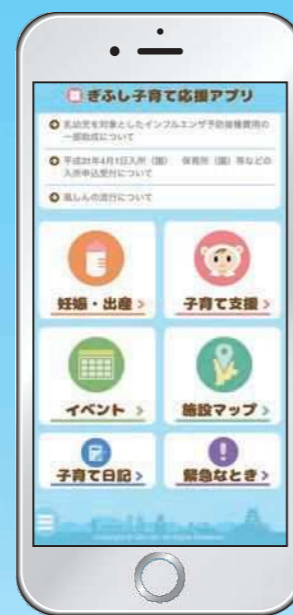 ぎふし子育て応援アプリ
乳幼児を対象としたインフルエンザ予防接種費用の
一部助成について
平成31年4月1日入所(園) 保育所(園)等などの
入所申込受付について
風しんの流行について
妊娠・出産
子育て支援
イベント
施設マップ
子育て日記
緊急なとき